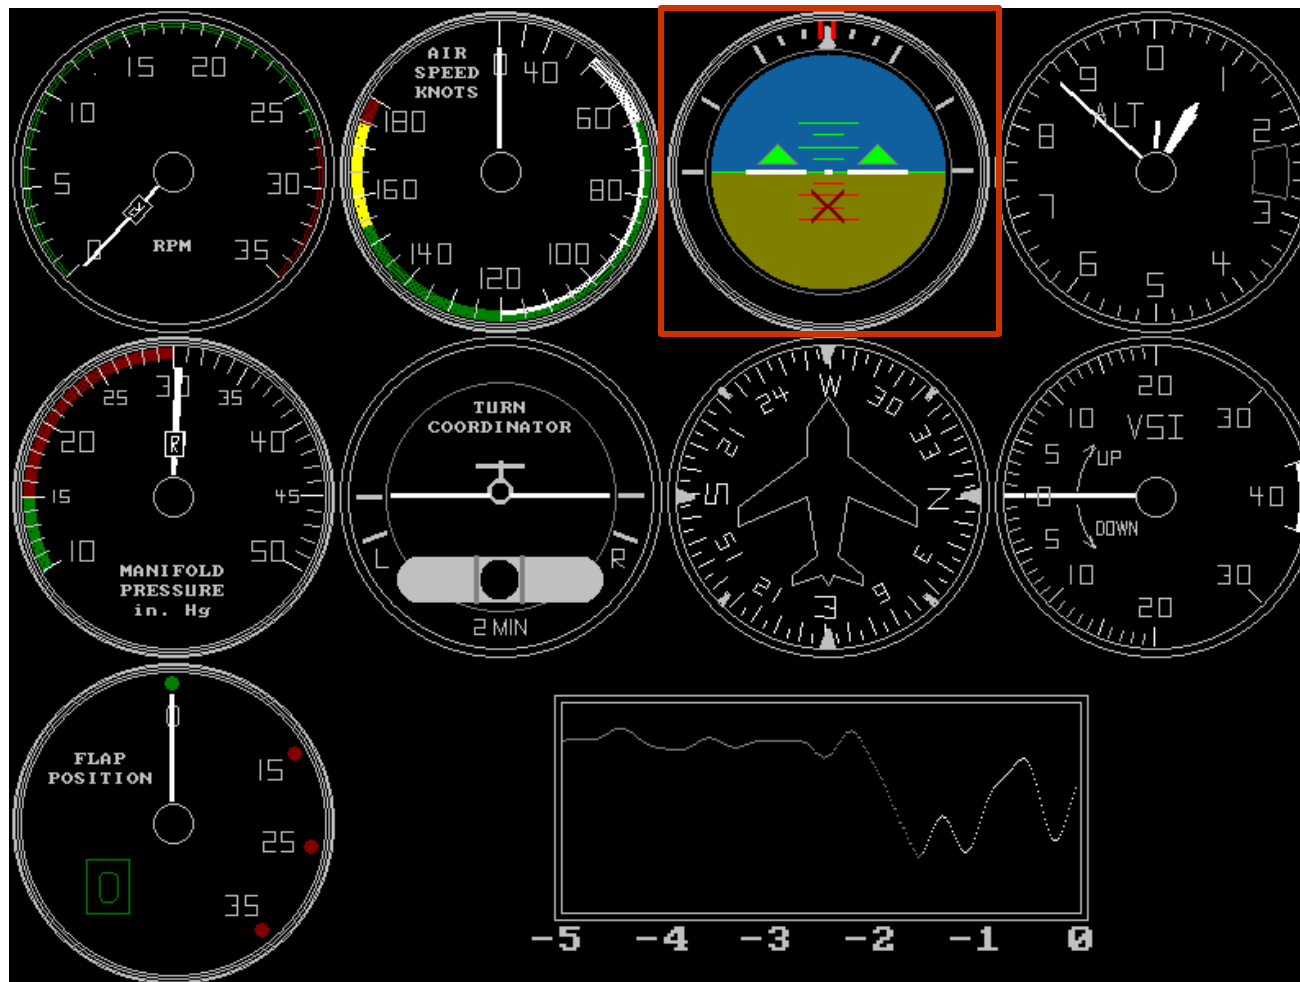 0
5
10
15
20
25
30
35
RPM
AIR
SPEED
KNOTS
0
40
60
80
100
120
140
160
180
0
1
2
3
4
5
6
7
8
9
ALT
10
15
20
25
30
35
40
45
50
R
MANIFOLD
PRESSURE
in. Hg
TURN
COORDINATOR
L
R
2 MIN
W
30
33
N
3
6
E
12
15
S
21
24
VSI
UP
DOWN
0
5
10
20
30
40
30
20
10
5
FLAP
POSITION
0
15
25
35
0
-5 -4 -3 -2 -1 0